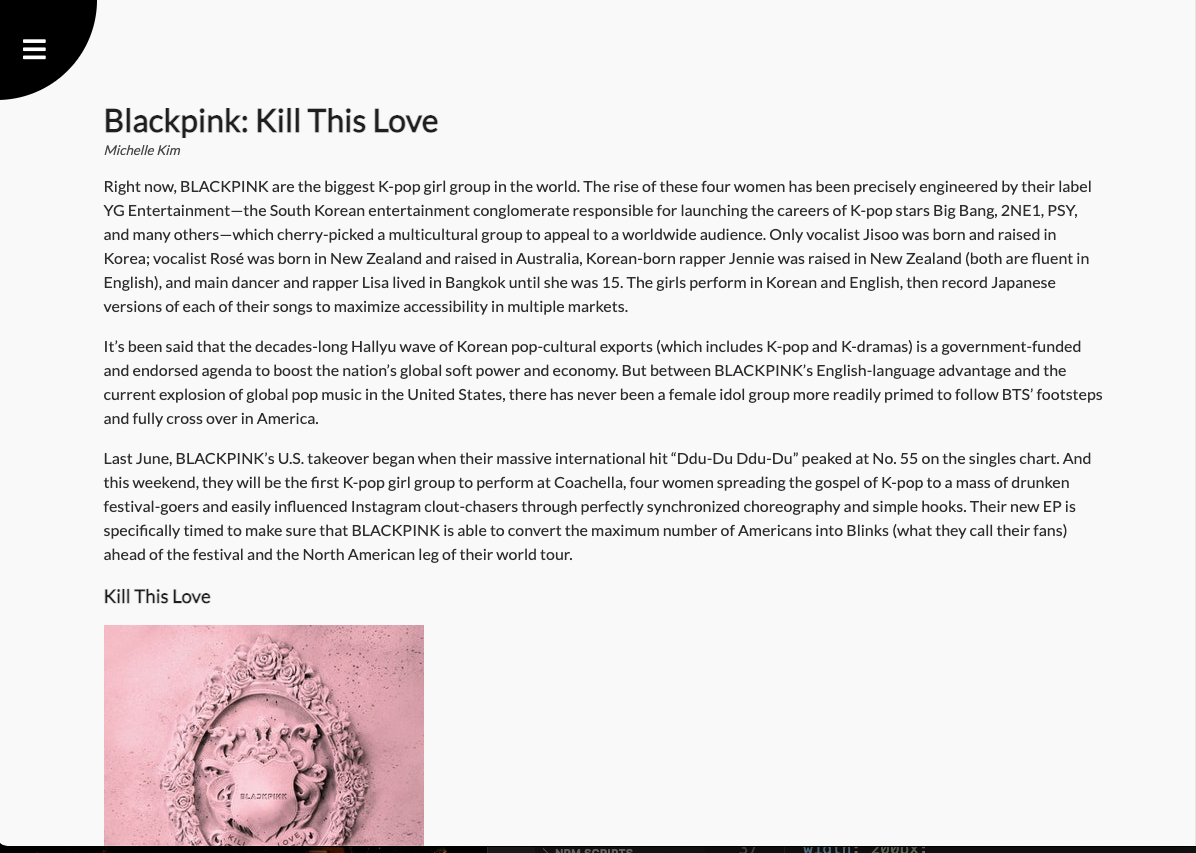 Blackpink: Kill This Love
Michelle Kim
Right now, BLACKPINK are the biggest K-pop girl group in the world. The rise of these four women has been precisely engineered by their label
YG Entertainment—the South Korean entertainment conglomerate responsible for launching the careers of K-pop stars Big Bang, 2NE1, PSY,
and many others—which cherry-picked a multicultural group to appeal to a worldwide audience. Only vocalist Jisoo was born and raised in
Korea; vocalist Rosé was born in New Zealand and raised in Australia, Korean-born rapper Jennie was raised in New Zealand (both are fluent in
English), and main dancer and rapper Lisa lived in Bangkok until she was 15. The girls perform in Korean and English, then record Japanese
versions of each of their songs to maximize accessibility in multiple markets.
It’s been said that the decades-long Hallyu wave of Korean pop-cultural exports (which includes K-pop and K-dramas) is a government-funded
and endorsed agenda to boost the nation’s global soft power and economy. But between BLACKPINK’s English-language advantage and the
current explosion of global pop music in the United States, there has never been a female idol group more readily primed to follow BTS’ footsteps
and fully cross over in America.
Last June, BLACKPINK’s U.S. takeover began when their massive international hit “Ddu-Du Ddu-Du” peaked at No. 55 on the singles chart. And
this weekend, they will be the first K-pop girl group to perform at Coachella, four women spreading the gospel of K-pop to a mass of drunken
festival-goers and easily influenced Instagram clout-chasers through perfectly synchronized choreography and simple hooks. Their new EP is
specifically timed to make sure that BLACKPINK is able to convert the maximum number of Americans into Blinks (what they call their fans)
ahead of the festival and the North American leg of their world tour.
Kill This Love
BLACKPINK
KILL LOVE
NPM SCRIPTS
37 width: 200px;